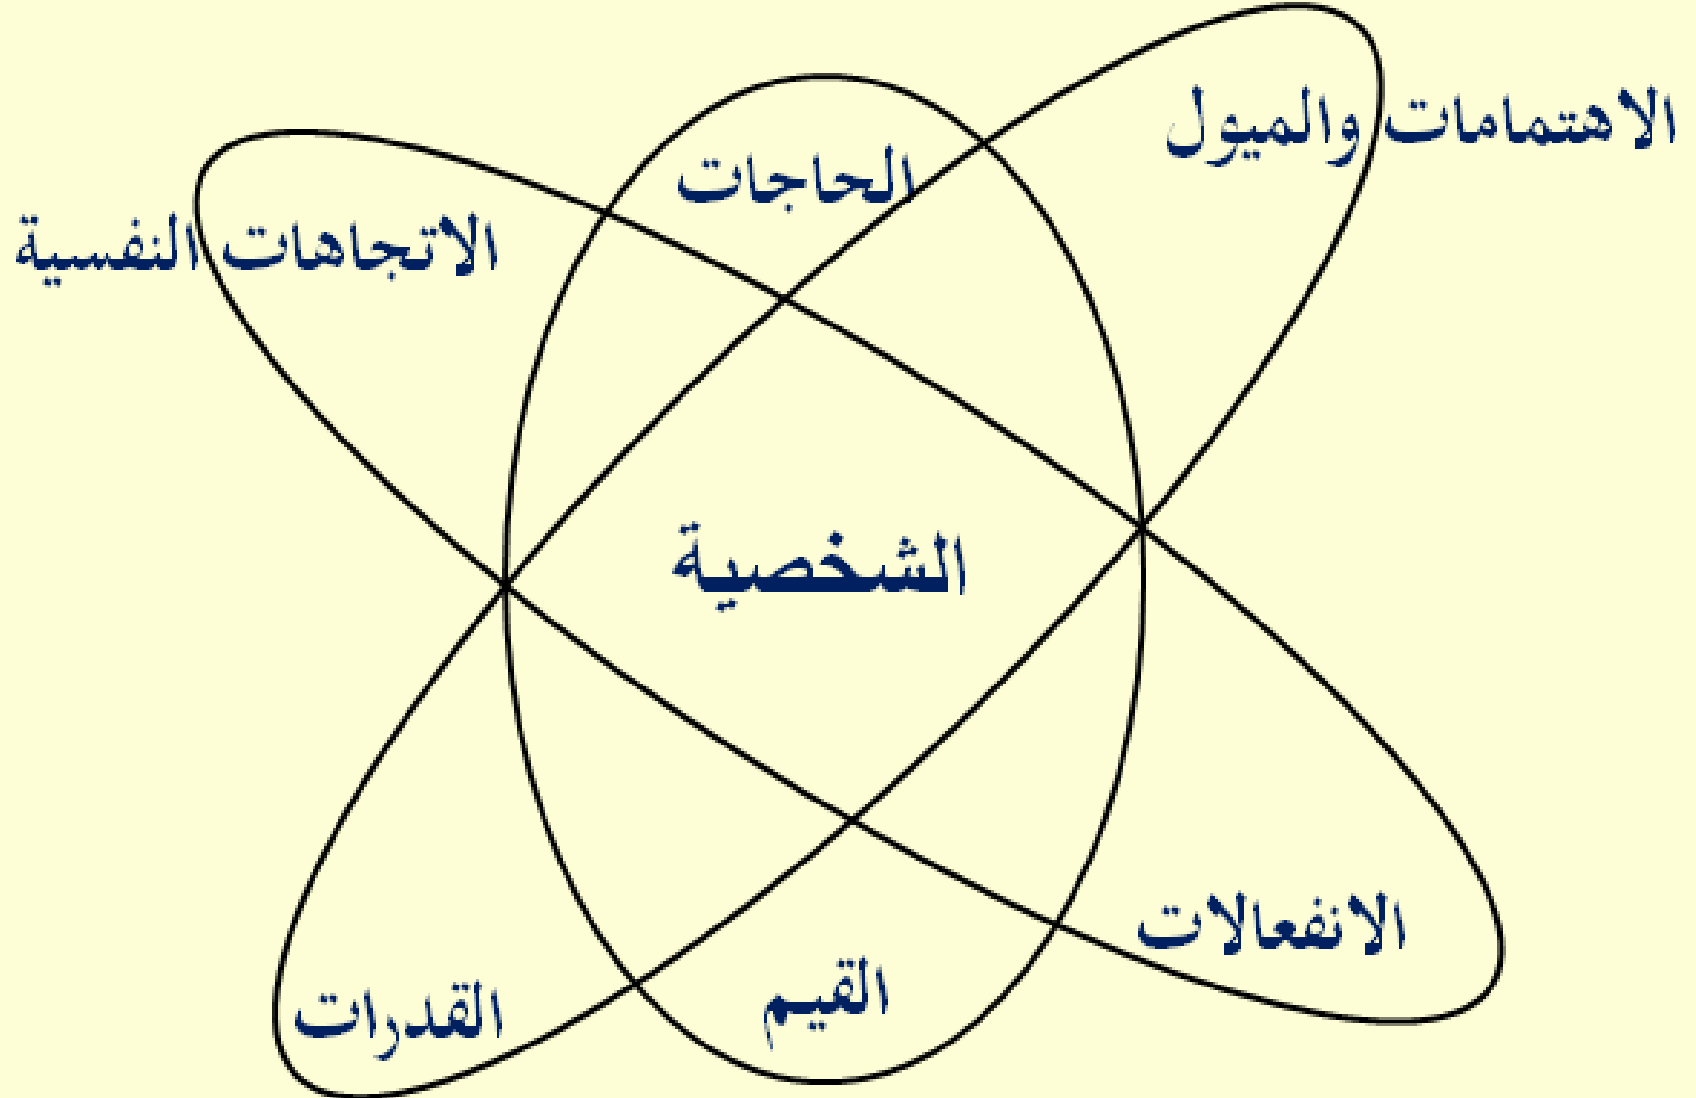 الاهتمامات والميول
الحاجات
الاتجاهات النفسية
الشخصية
الانفعالات
القيم
القدرات